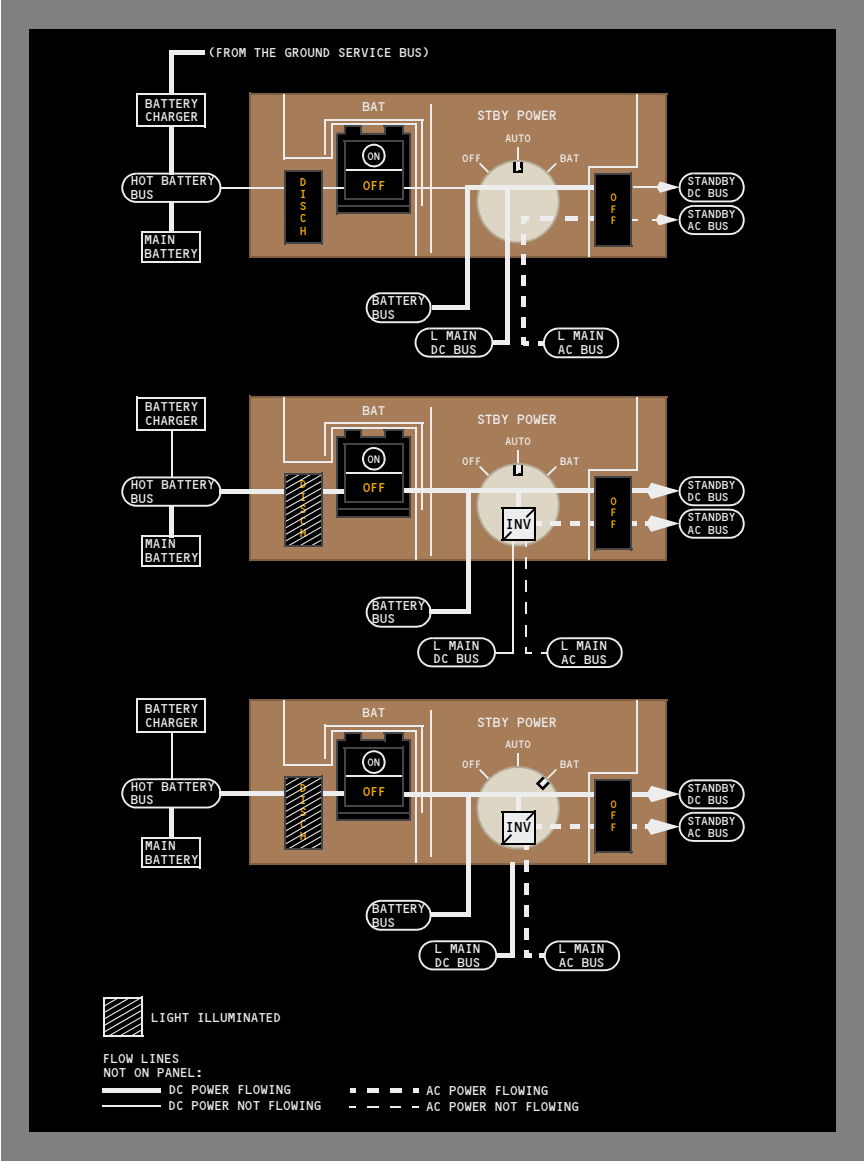 (FROM THE GROUND SERVICE BUS)
BATTERY
CHARGER
HOT BATTERY
BUS
MAIN
BATTERY
BAT
ON
OFF
DISCH
STBY POWER
AUTO
OFF
BAT
OFF
STANDBY
DC BUS
STANDBY
AC BUS
BATTERY
BUS
L MAIN
DC BUS
L MAIN
AC BUS
BATTERY
CHARGER
HOT BATTERY
BUS
MAIN
BATTERY
BAT
ON
OFF
DISCH
STBY POWER
AUTO
OFF
BAT
INV
OFF
STANDBY
DC BUS
STANDBY
AC BUS
BATTERY
BUS
L MAIN
DC BUS
L MAIN
AC BUS
BATTERY
CHARGER
HOT BATTERY
BUS
MAIN
BATTERY
BAT
ON
OFF
DISCH
STBY POWER
AUTO
OFF
BAT
INV
OFF
STANDBY
DC BUS
STANDBY
AC BUS
BATTERY
BUS
L MAIN
DC BUS
L MAIN
AC BUS
LIGHT ILLUMINATED
FLOW LINES
NOT ON PANEL:
DC POWER FLOWING
AC POWER FLOWING
DC POWER NOT FLOWING
AC POWER NOT FLOWING